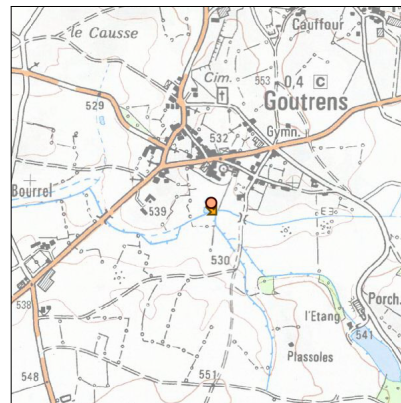 Cauffour
le Causse
Cim.
553
0,4 C
529
Goutrens
532
Gymn.
Bourrel
539
530
538
l'Etang
Porch.
541
Plassoles
548
551
D